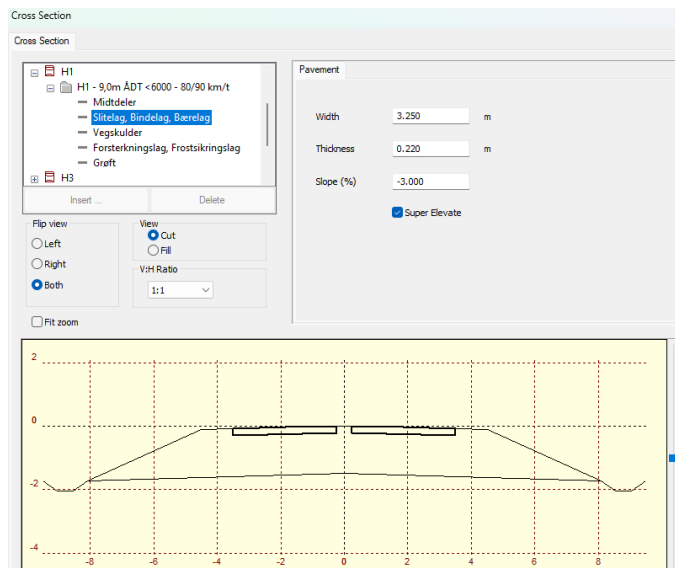 Cross Section
Cross Section
H1
H1 - 9,0m ÅDT <6000 - 80/90 km/t
Midtdeler
Slitelag, Bindelag, Bærelag
Vegskulder
Forsterkningslag, Frostsikringslag
Grøft
H3
Insert ... Delete
Flip view
Left
Right
Both
View
Cut
Fill
V:H Ratio
1:1
Fit zoom
Pavement
Width 3.250 m
Thickness 0.220 m
Slope (%) -3.000
Super Elevate
2
0
-2
-4
-8 -6 -4 -2 0 2 4 6 8